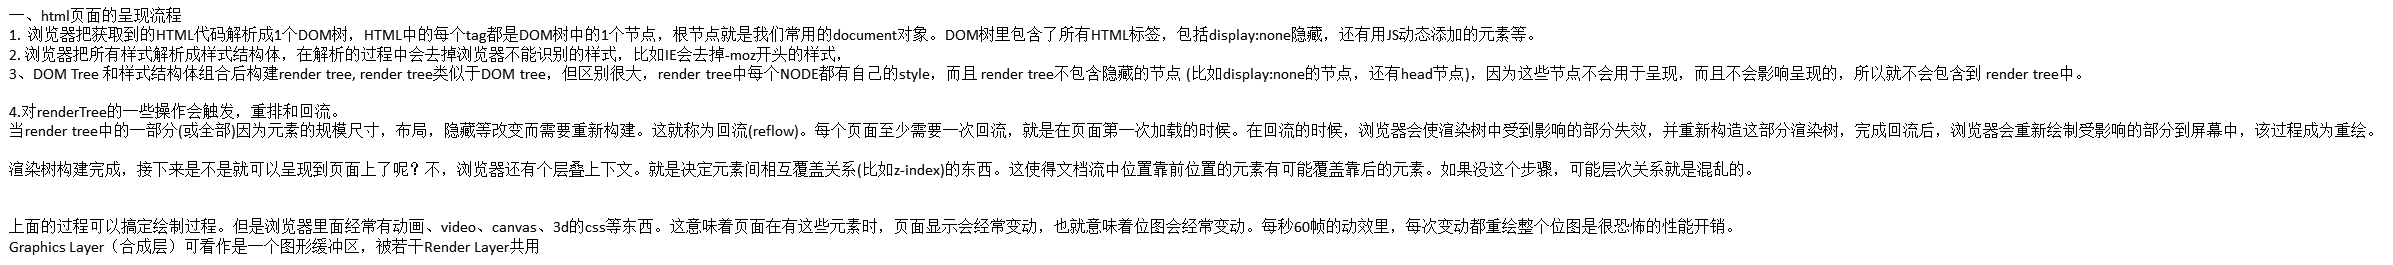 一、html页面的呈现流程
1. 浏览器把获取到的HTML代码解析成1个DOM树，HTML中的每个tag都是DOM树中的1个节点，根节点就是我们常用的document对象。DOM树里包含了所有HTML标签，包括display:none隐藏，还有用JS动态添加的元素等。
2. 浏览器把所有样式解析成样式结构体，在解析的过程中会去掉浏览器不能识别的样式，比如IE会去掉-moz开头的样式，
3、DOM Tree 和样式结构体组合后构建render tree, render tree类似于DOM tree，但区别很大，render tree中每个NODE都有自己的style，而且 render tree不包含隐藏的节点 (比如display:none的节点，还有head节点)，因为这些节点不会用于呈现，而且不会影响呈现的，所以就不会包含到 render tree中。
4.对renderTree的一些操作会触发，重排和回流。
当render tree中的一部分(或全部)因为元素的规模尺寸，布局，隐藏等改变而需要重新构建。这就称为回流(reflow)。每个页面至少需要一次回流，就是在页面第一次加载的时候。在回流的时候，浏览器会使渲染树中受到影响的部分失效，并重新构造这部分渲染树，完成回流后，浏览器会重新绘制受影响的部分到屏幕中，该过程成为重绘。
渲染树构建完成，接下来是不是就可以呈现到页面上了呢？不，浏览器还有个层叠上下文。就是决定元素间相互覆盖关系(比如z-index)的东西。这使得文档流中位置靠前位置的元素有可能覆盖靠后的元素。如果没这个步骤，可能层次关系就是混乱的。
上面的过程可以搞定绘制过程。但是浏览器里面经常有动画、video、canvas、3d的css等东西。这意味着页面在有这些元素时，页面显示会经常变动，也就意味着位图会经常变动。每秒60帧的动效里，每次变动都重绘整个位图是很恐怖的性能开销。
Graphics Layer（合成层）可看作是一个图形缓冲区，被若干Render Layer共用